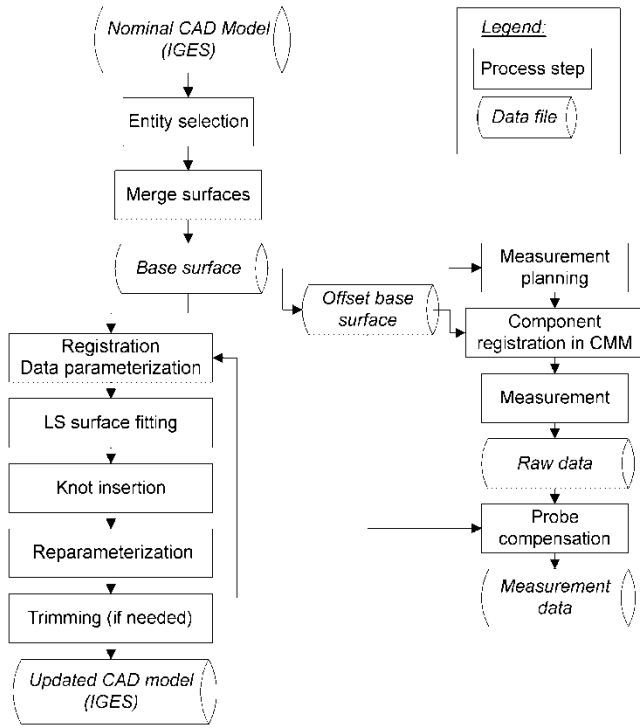 Nominal CAD Model
(IGES)
Legend:
Process step
Data file
Entity selection
Merge surfaces
Base surface
Offset base
surface
Measurement
planning
Component
registration in CMM
Measurement
Raw data
Probe
compensation
Measurement
data
Registration
Data parameterization
LS surface fitting
Knot insertion
Reparameterization
Trimming (if needed)
Updated CAD model
(IGES)